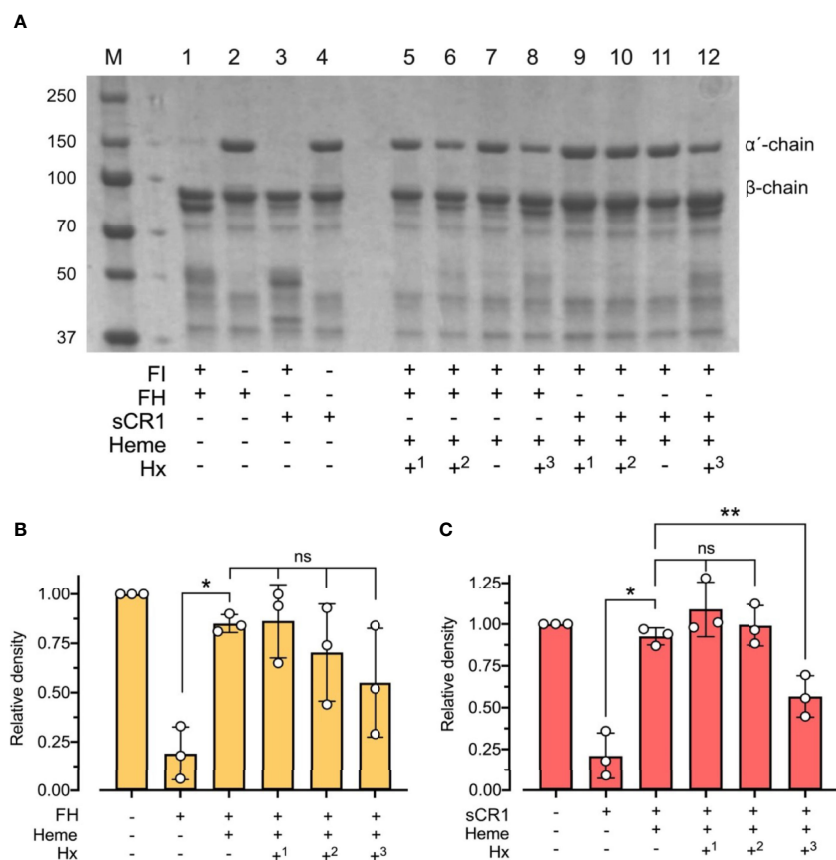 A
M 1 2 3 4 5 6 7 8 9 10 11 12
250
150
α´-chain
100
β-chain
70
50
37
FI + - + - + + + + + + + +
FH + + - - + + + + - - - -
sCR1 - - + + - - - - + + + +
Heme - - - - + + + + + + + +
Hx - - - - +1 +2 - +3 +1 +2 - +3
B
ns
*
1.00
0.75
0.50
0.25
0.00
Relative density
FH - + + + + +
Heme - - + + + +
Hx - - - +1 +2 +3
C
**
ns
*
1.25
1.00
0.75
0.50
0.25
0.00
Relative density
sCR1 - + + + + +
Heme - - + + + +
Hx - - - +1 +2 +3